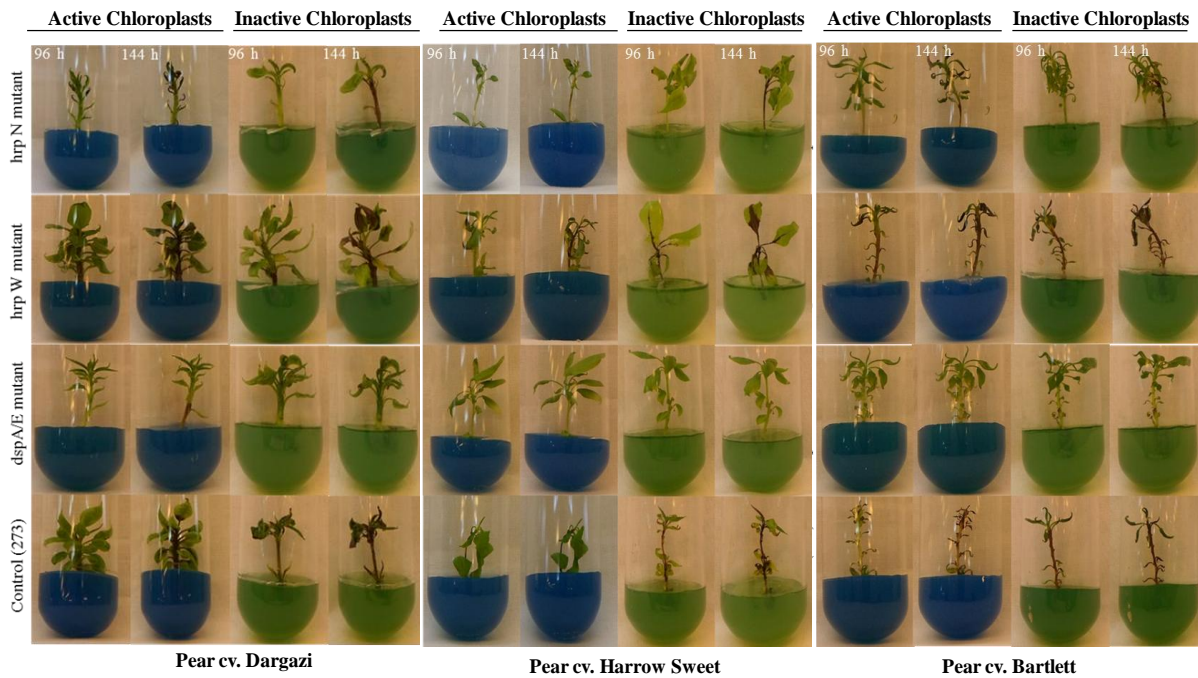 Active Chloroplasts Inactive Chloroplasts Active Chloroplasts Inactive Chloroplasts Active Chloroplasts Inactive Chloroplasts
96 h 144 h 96 h 144 h 96 h 144 h 96 h 144 h 96 h 144 h 96 h 144 h
hrp N mutant
hrp W mutant
dspA/E mutant
Control (273)
Pear cv. Dargazi Pear cv. Harrow Sweet Pear cv. Bartlett